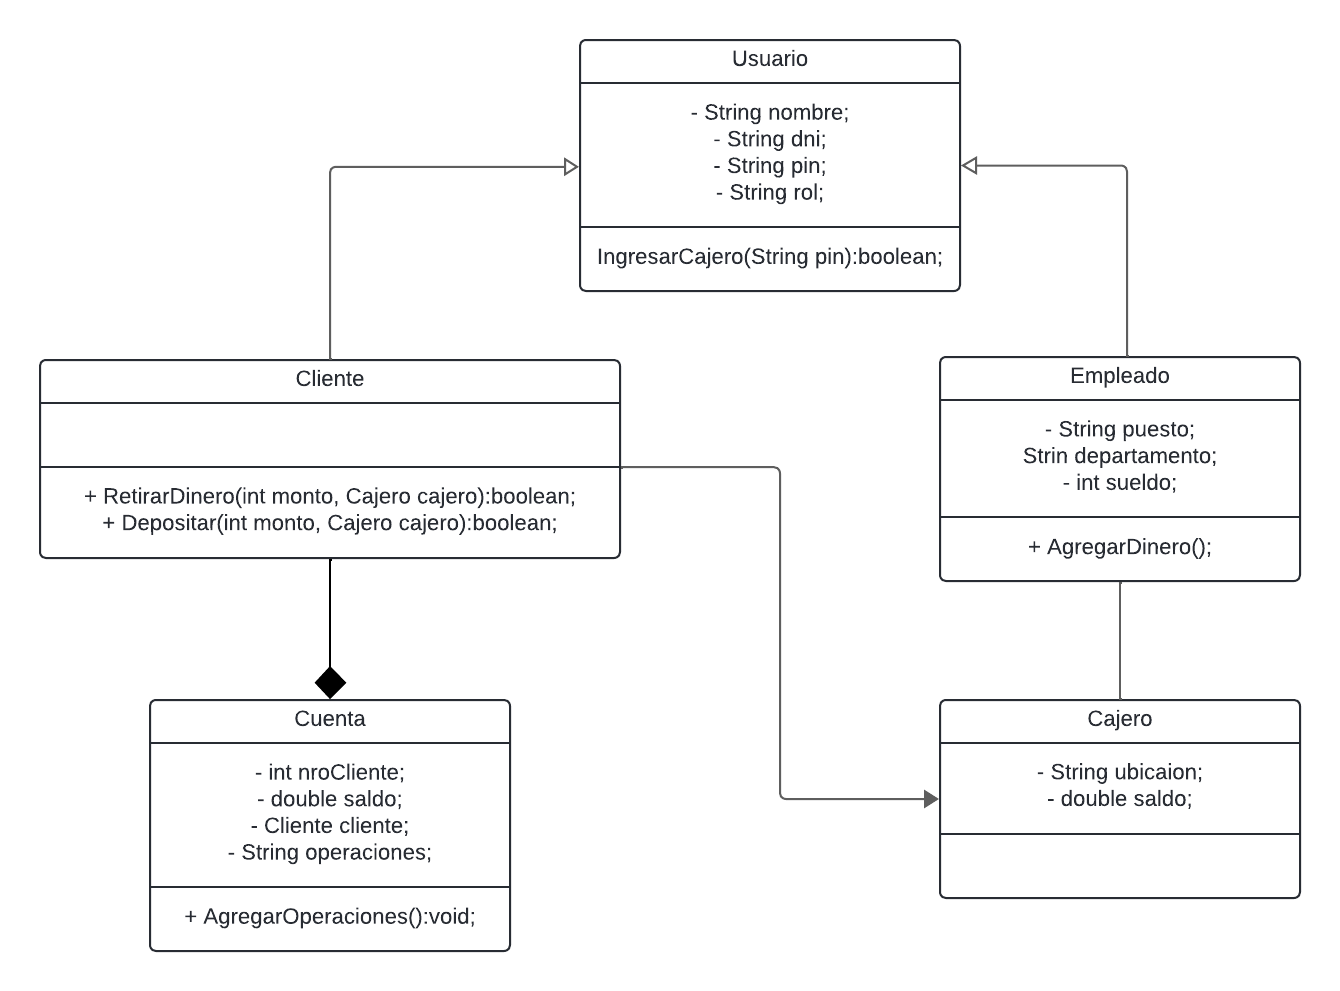 Usuario
- String nombre;
- String dni;
- String pin;
- String rol;
IngresarCajero(String pin):boolean;
Cliente
+ RetirarDinero(int monto, Cajero cajero):boolean;
+ Depositar(int monto, Cajero cajero):boolean;
Empleado
- String puesto;
Strin departamento;
- int sueldo;
+ AgregarDinero();
Cuenta
- int nroCliente;
- double saldo;
- Cliente cliente;
- String operaciones;
+ AgregarOperaciones():void;
Cajero
- String ubicaion;
- double saldo;